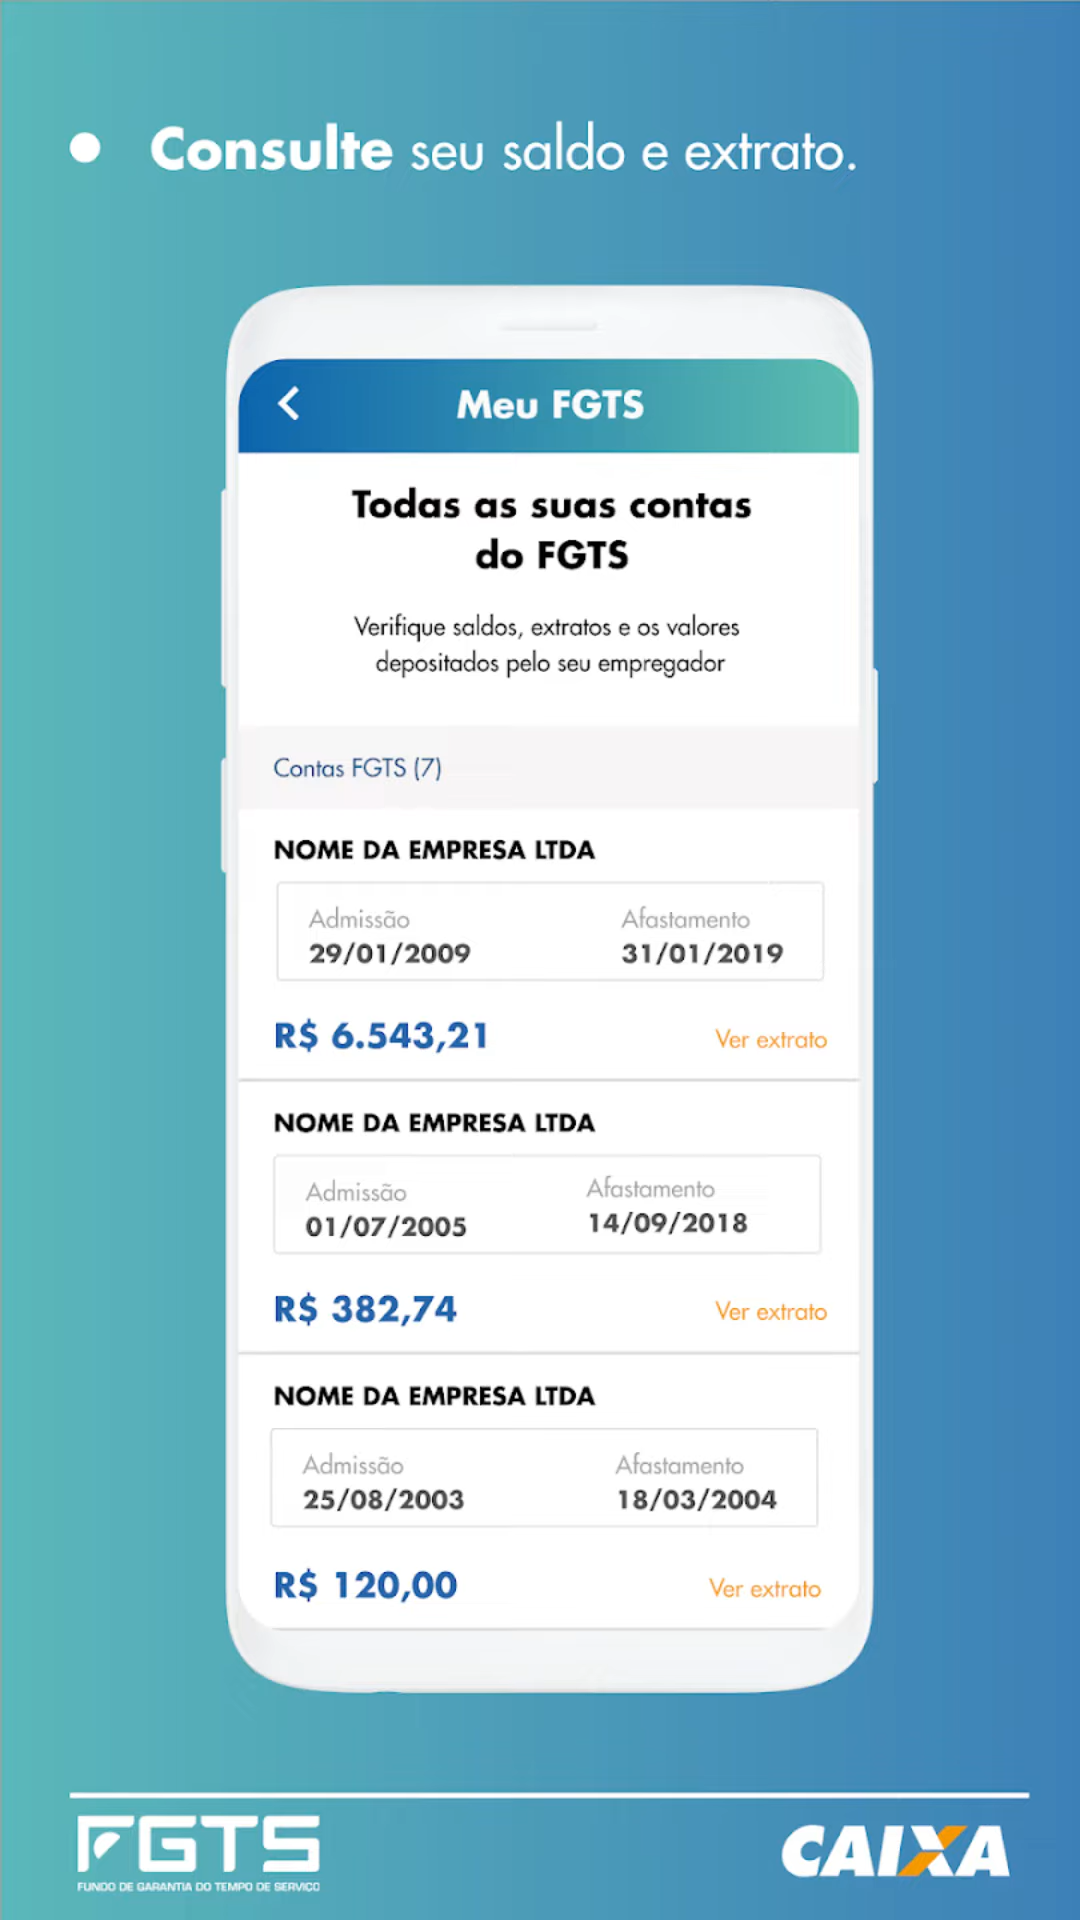 Consulte seu saldo e extrato.
Meu FGTS
Todas as suas contas
do FGTS
Verifique saldos, extratos e os valores
depositados pelo seu empregador
Contas FGTS (7)
NOME DA EMPRESA LTDA
Admissão Afastamento
29/01/2009 31/01/2019
R$ 6.543,21 Ver extrato
NOME DA EMPRESA LTDA
Admissão Afastamento
01/07/2005 14/09/2018
R$ 382,74 Ver extrato
NOME DA EMPRESA LTDA
Admissão Afastamento
25/08/2003 18/03/2004
R$ 120,00 Ver extrato
FGTS CAIXA
FUNDO DE GARANTIA DO TEMPO DE SERVICO